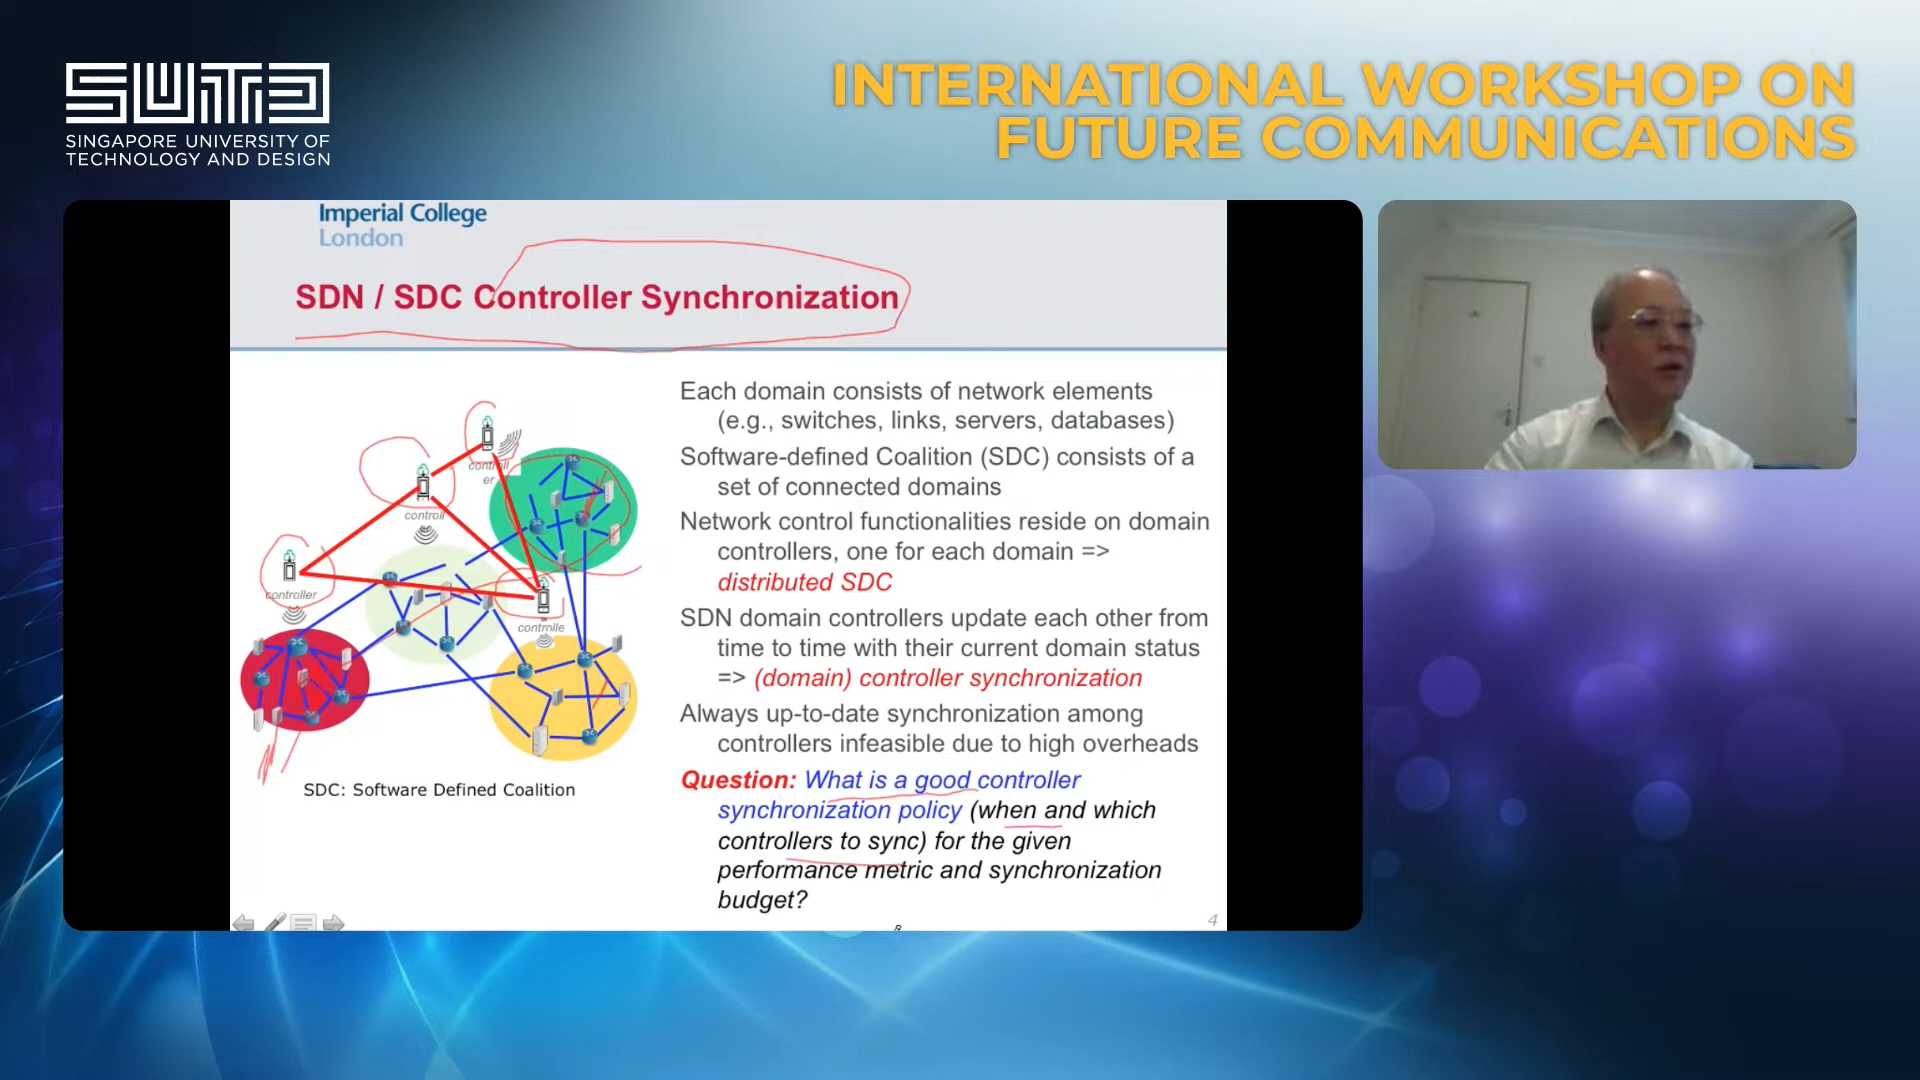 SUTD
SINGAPORE UNIVERSITY OF
TECHNOLOGY AND DESIGN
INTERNATIONAL WORKSHOP ON
FUTURE COMMUNICATIONS
Imperial College
London
SDN / SDC Controller Synchronization
controll
er
controll
controller
controlle
SDC: Software Defined Coalition
Each domain consists of network elements
(e.g., switches, links, servers, databases)
Software-defined Coalition (SDC) consists of a
set of connected domains
Network control functionalities reside on domain
controllers, one for each domain =>
distributed SDC
SDN domain controllers update each other from
time to time with their current domain status
=> (domain) controller synchronization
Always up-to-date synchronization among
controllers infeasible due to high overheads
Question: What is a good controller
synchronization policy (when and which
controllers to sync) for the given
performance metric and synchronization
budget?
4